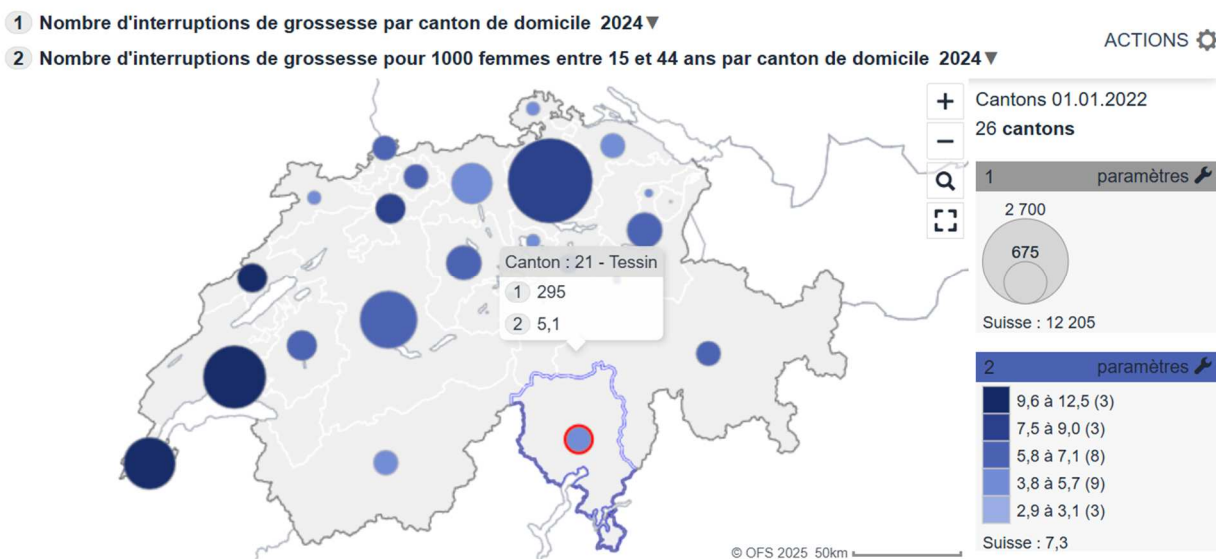 1 Nombre d'interruptions de grossesse par canton de domicile 2024▼
2 Nombre d'interruptions de grossesse pour 1000 femmes entre 15 et 44 ans par canton de domicile 2024▼
ACTIONS
+
−
Cantons 01.01.2022
26 cantons
1 paramètres
2 700
675
Suisse : 12 205
Canton : 21 - Tessin
1 295
2 5,1
2 paramètres
9,6 à 12,5 (3)
7,5 à 9,0 (3)
5,8 à 7,1 (8)
3,8 à 5,7 (9)
2,9 à 3,1 (3)
Suisse : 7,3
© OFS 2025 50km